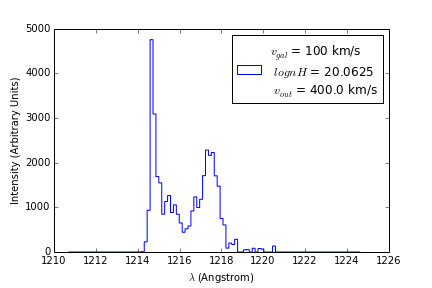 5000
4000
3000
2000
1000
0
Intensity (Arbitrary Units)
1210 1212 1214 1216 1218 1220 1222 1224 1226
λ (Angstrom)
v_gal = 100 km/s
lognH = 20.0625
v_out = 400.0 km/s